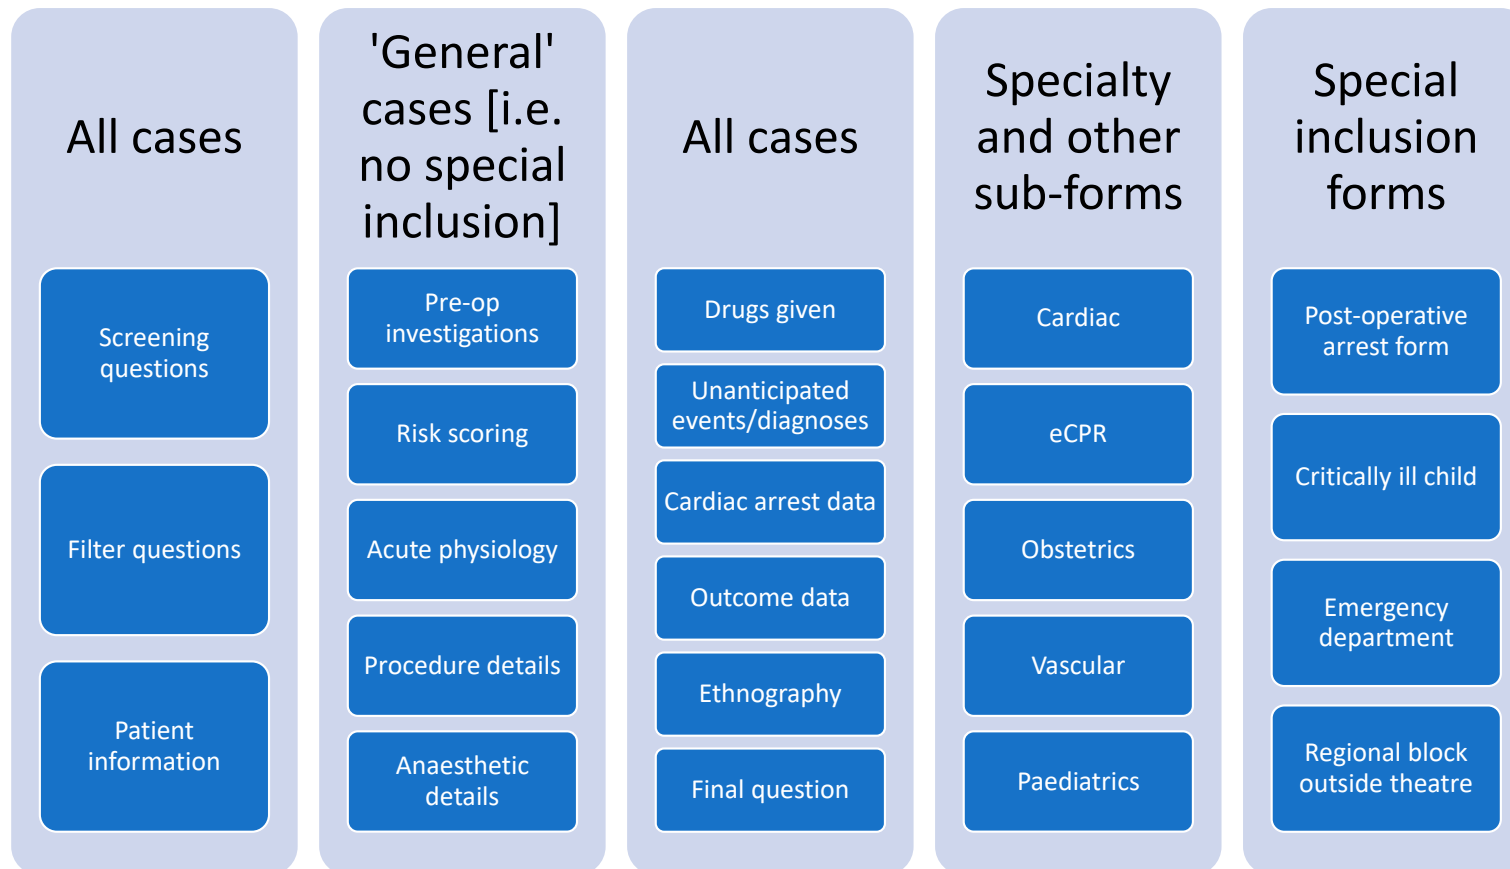 All cases
Screening
questions
Filter questions
Patient
information
'General'
cases [i.e.
no special
inclusion]
Pre-op
investigations
Risk scoring
Acute physiology
Procedure details
Anaesthetic
details
All cases
Drugs given
Unanticipated
events/diagnoses
Cardiac arrest data
Outcome data
Ethnography
Final question
Specialty
and other
sub-forms
Cardiac
eCPR
Obstetrics
Vascular
Paediatrics
Special
inclusion
forms
Post-operative
arrest form
Critically ill child
Emergency
department
Regional block
outside theatre